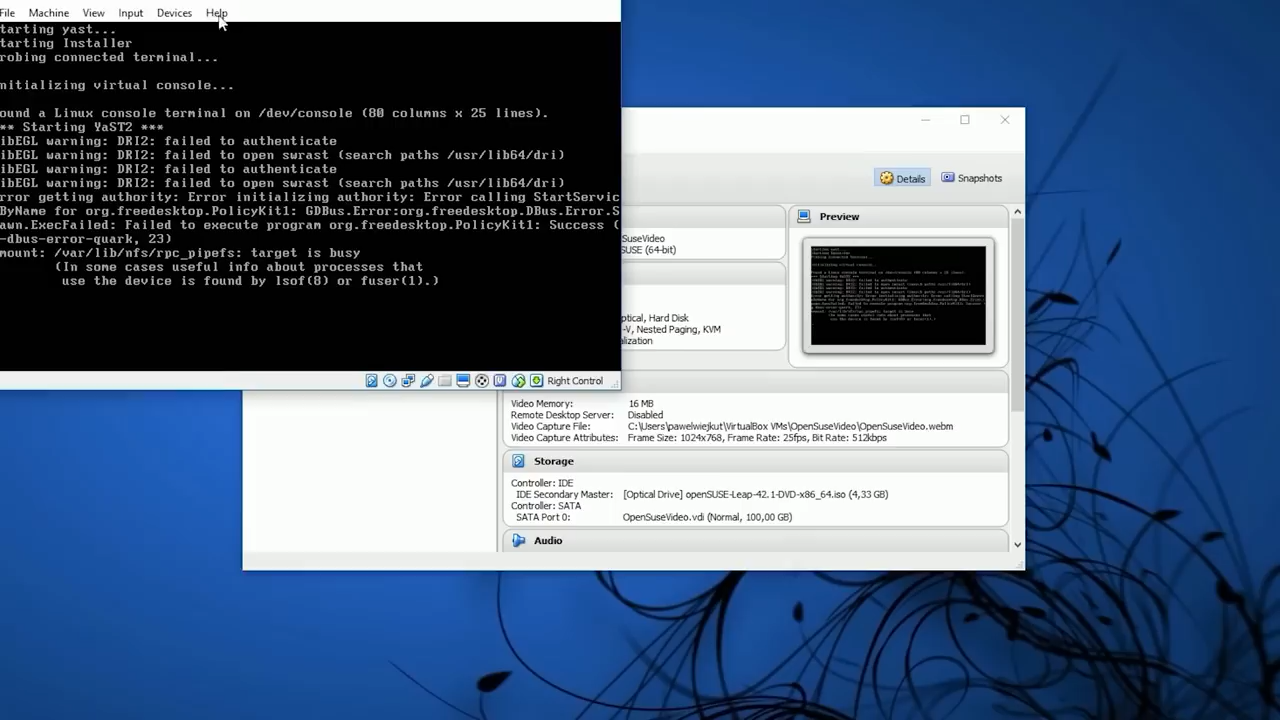 File Machine View Input Devices Help
tarting yast...
tarting Installer
robing connected terminal...
nitializing virtual console...
ound a Linux console terminal on /dev/console (80 columns x 25 lines).
** Starting YaST2 ***
ibEGL warning: DRI2: failed to authenticate
ibEGL warning: DRI2: failed to open swrast (search paths /usr/lib64/dri)
ibEGL warning: DRI2: failed to authenticate
ibEGL warning: DRI2: failed to open swrast (search paths /usr/lib64/dri)
rror getting authority: Error initializing authority: Error calling StartServic
ByName for org.freedesktop.PolicyKit1: GDBus.Error:org.freedesktop.DBus.Error.S
awn.ExecFailed: Failed to execute program org.freedesktop.PolicyKit1: Success (
-dbus-error-quark, 23)
mount: /var/lib/nfs/rpc_pipefs: target is busy
(In some cases useful info about processes that
use the device is found by lsof(8) or fuser(1).)
Right Control
Details Snapshots
Preview
SuseVideo
SUSE (64-bit)
ptical, Hard Disk
-V, Nested Paging, KVM
alization
Video Memory: 16 MB
Remote Desktop Server: Disabled
Video Capture File: C:\Users\pawelwiejkut\VirtualBox VMs\OpenSuseVideo\OpenSuseVideo.webm
Video Capture Attributes: Frame Size: 1024x768, Frame Rate: 25fps, Bit Rate: 512kbps
Storage
Controller: IDE
IDE Secondary Master: [Optical Drive] openSUSE-Leap-42.1-DVD-x86_64.iso (4,33 GB)
Controller: SATA
SATA Port 0: OpenSuseVideo.vdi (Normal, 100,00 GB)
Audio